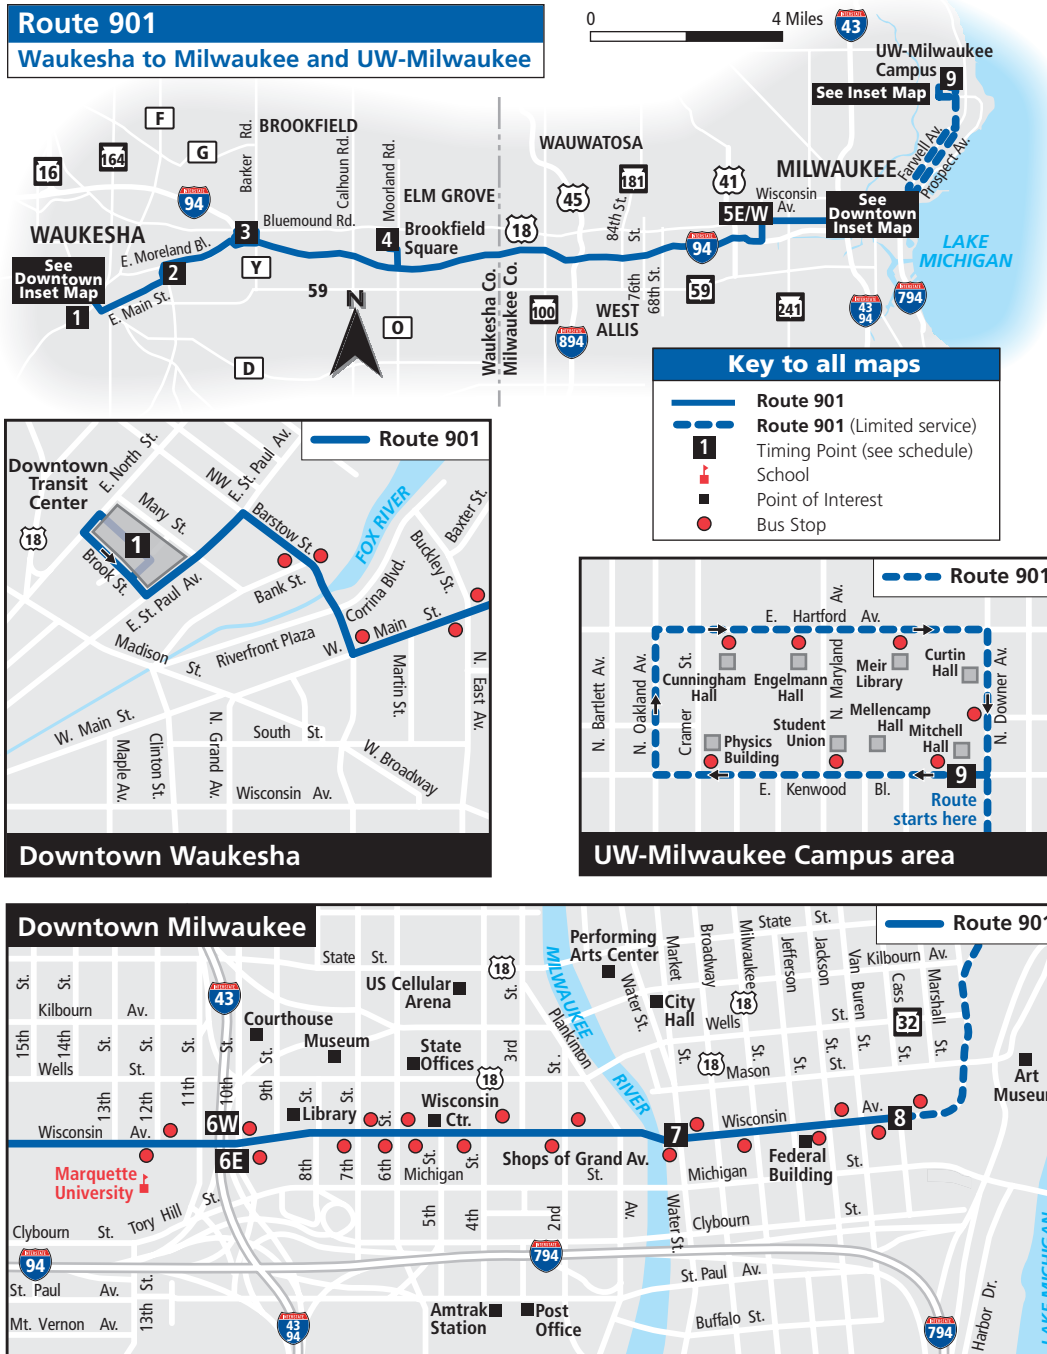 Route 901
Waukesha to Milwaukee and UW-Milwaukee
0 4 Miles
43
UW-Milwaukee
Campus
9
See Inset Map
F
BROOKFIELD
16
164
G
Barker Rd.
Calhoun Rd.
Moorland Rd.
WAUWATOSA
181
41
45
MILWAUKEE
Farwell Av.
Prospect Av.
94
ELM GROVE
Wisconsin
Av.
5E/W
See
Downtown
Inset Map
WAUKESHA
3
Bluemound Rd.
4
Brookfield
Square
18
84th St.
94
LAKE
MICHIGAN
E. Moreland Bl.
See
Downtown
Inset Map
2
Y
1
E. Main St.
59
N
O
D
Waukesha Co.
Milwaukee Co.
100
894
WEST
ALLIS
76th St.
68th St.
59
241
43
94
794
Key to all maps
Route 901
Route 901 (Limited service)
1 Timing Point (see schedule)
School
Point of Interest
Bus Stop
Route 901
Downtown
Transit
Center
18
E. North St.
Mary St.
NW
Barstow St.
E. St. Paul Av.
1
Brook St.
E. St. Paul Av.
Bank St.
FOX RIVER
Corrina Blvd.
Buckley St.
Baxter St.
Madison St.
Riverfront Plaza
W. Main St.
Martin St.
N. East Av.
W. Main St.
Maple Av.
Clinton St.
N. Grand Av.
South St.
W. Broadway
Wisconsin Av.
Downtown Waukesha
Route 901
E. Hartford Av.
N. Bartlett Av.
N. Oakland Av.
Cramer St.
N. Maryland Av.
N. Downer Av.
Cunningham
Hall
Engelmann
Hall
Meir
Library
Curtin
Hall
Physics
Building
Student
Union
Mellencamp
Hall
Mitchell
Hall
9
E. Kenwood Bl.
Route
starts here
UW-Milwaukee Campus area
Downtown Milwaukee
Route 901
State St.
State St.
Kilbourn Av.
Kilbourn Av.
15th St.
14th St.
13th St.
12th St.
11th St.
10th St.
9th St.
43
US Cellular
Arena
18
Performing
Arts Center
MILWAUKEE
RIVER
Plankinton Av.
Water St.
Market St.
Broadway
Milwaukee St.
Jefferson St.
Jackson St.
Van Buren St.
Cass St.
Marshall St.
32
18
City
Hall
Wells St.
Wells St.
Courthouse
Museum
State
Offices
18
3rd St.
18
Mason St.
Art
Museum
Library
Wisconsin
Ctr.
Wisconsin Av.
6W
6E
Wisconsin Av.
7
8
Marquette
University
8th St.
7th St.
6th St.
5th St.
4th St.
2nd St.
Michigan St.
Shops of Grand Av.
Michigan St.
Federal
Building
Clybourn St.
Tory Hill St.
Water St.
Clybourn St.
94
794
St. Paul Av.
13th St.
St. Paul Av.
Mt. Vernon Av.
43
94
Amtrak
Station
Post
Office
Buffalo St.
794
Harbor Dr.
LAKE MICHIGAN